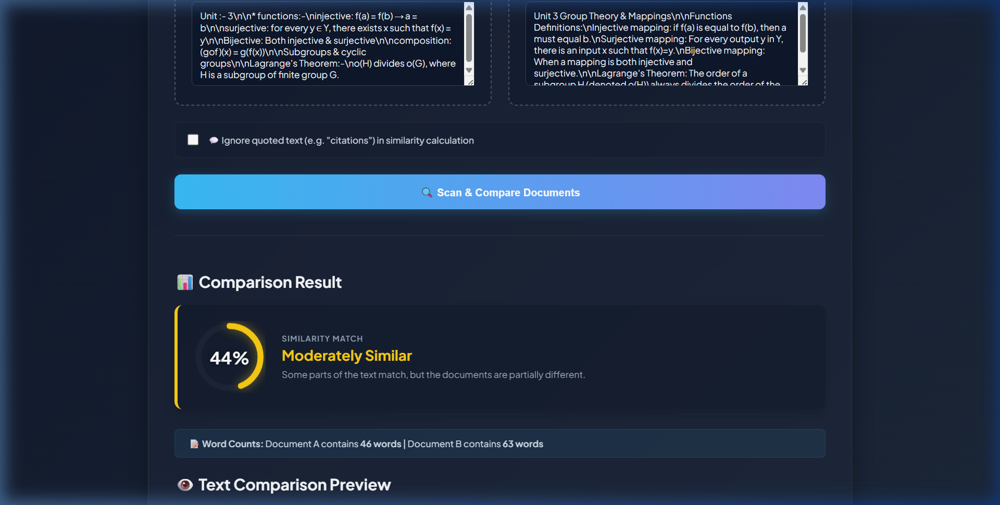 Unit :- 3\n\n* functions:-\ninjective: f(a) = f(b) → a =
b\n\nsurjective: for every y ∈ Y, there exists x such that f(x) =
y\n\nBijective: Both injective & surjective\n\ncomposition:
(gof)(x) = g(f(x))\n\nSubgroups & cyclic
groups\n\nLagrange's Theorem:-\no(H) divides o(G), where
H is a subgroup of finite group G.
Unit 3 Group Theory & Mappings\n\nFunctions
Definitions:\nInjective mapping: if f(a) is equal to f(b), then a
must equal b.\nSurjective mapping: For every output y in Y,
there is an input x such that f(x)=y.\nBijective mapping:
When a mapping is both injective and
surjective.\n\nLagrange's Theorem: The order of a
subgroup H (denoted o(H)) always divides the order of the
Ignore quoted text (e.g. "citations") in similarity calculation
Scan & Compare Documents
Comparison Result
44%
SIMILARITY MATCH
Moderately Similar
Some parts of the text match, but the documents are partially different.
Word Counts: Document A contains 46 words | Document B contains 63 words
Text Comparison Preview